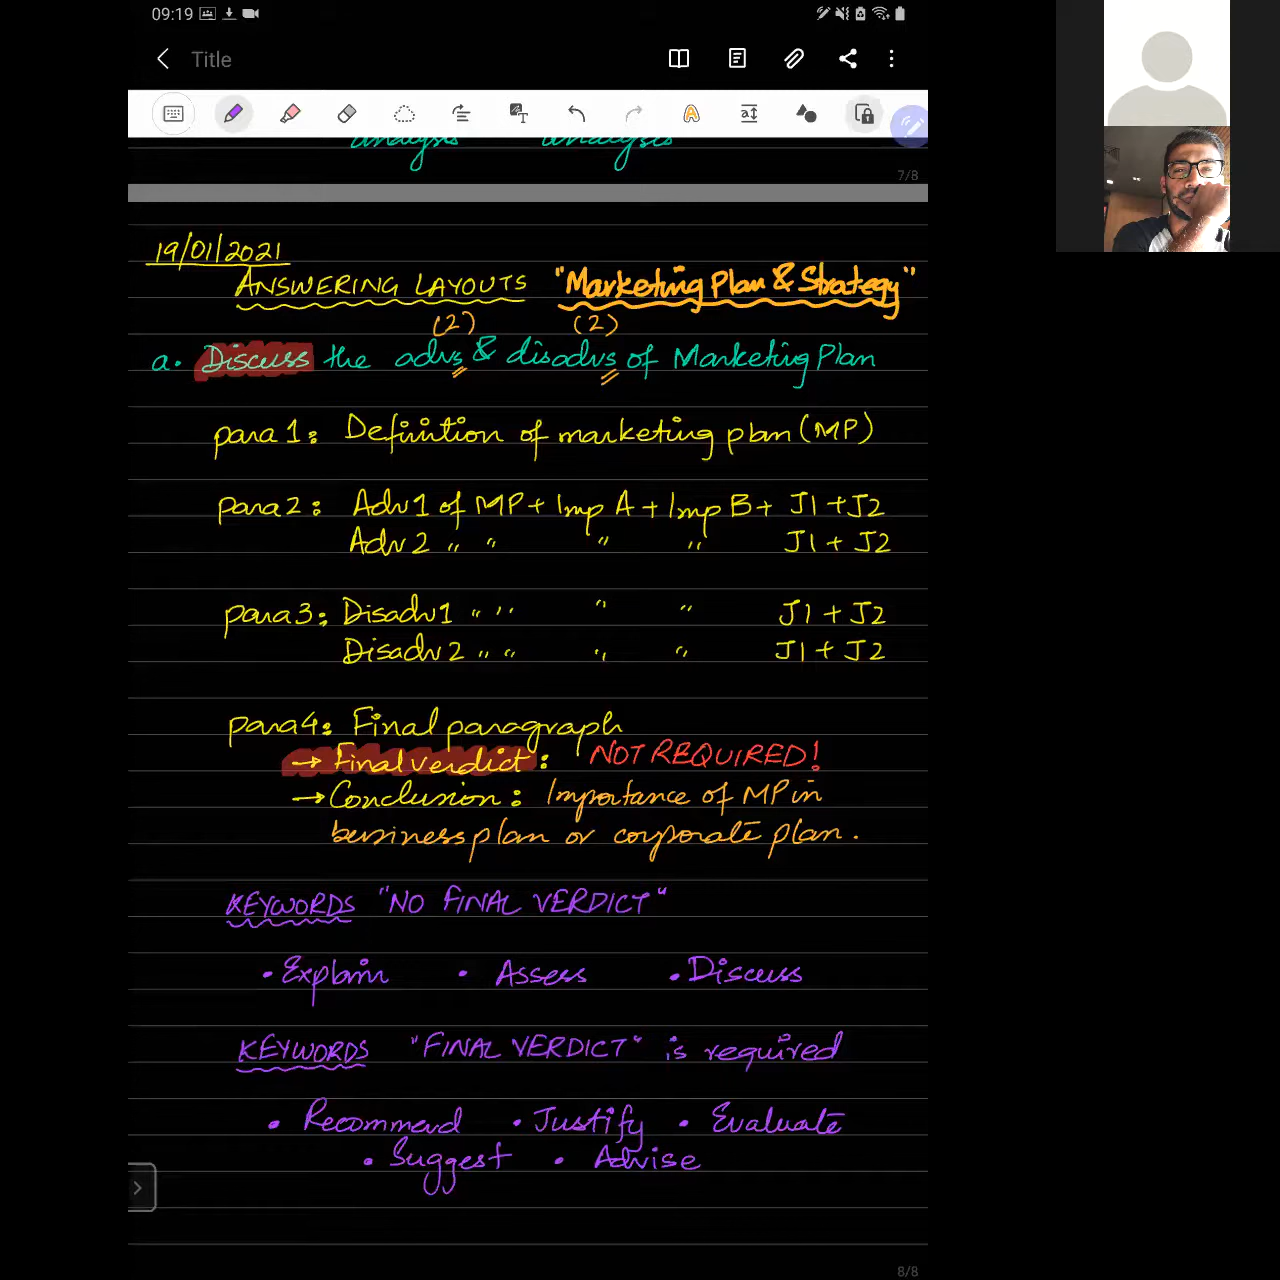 09:19
Title
analysis analysis
7/8
19/01/2021
ANSWERING LAYOUTS "Marketing Plan & Strategy"
(2) (2)
a. Discuss the advs & disadvs of Marketing Plan
para 1: Definition of marketing plan (MP)
para 2: Adv 1 of MP + Imp A + Imp B + J1 + J2
Adv 2 " " " " J1 + J2
para 3: Disadv 1 " " " " J1 + J2
Disadv 2 " " " " J1 + J2
para 4: Final paragraph
→ Final verdict: NOT REQUIRED!
→ Conclusion: Importance of MP in
business plan or corporate plan.
KEYWORDS "NO FINAL VERDICT"
• Explain • Assess • Discuss
KEYWORDS "FINAL VERDICT" is required
• Recommend • Justify • Evaluate
• Suggest • Advise
8/8